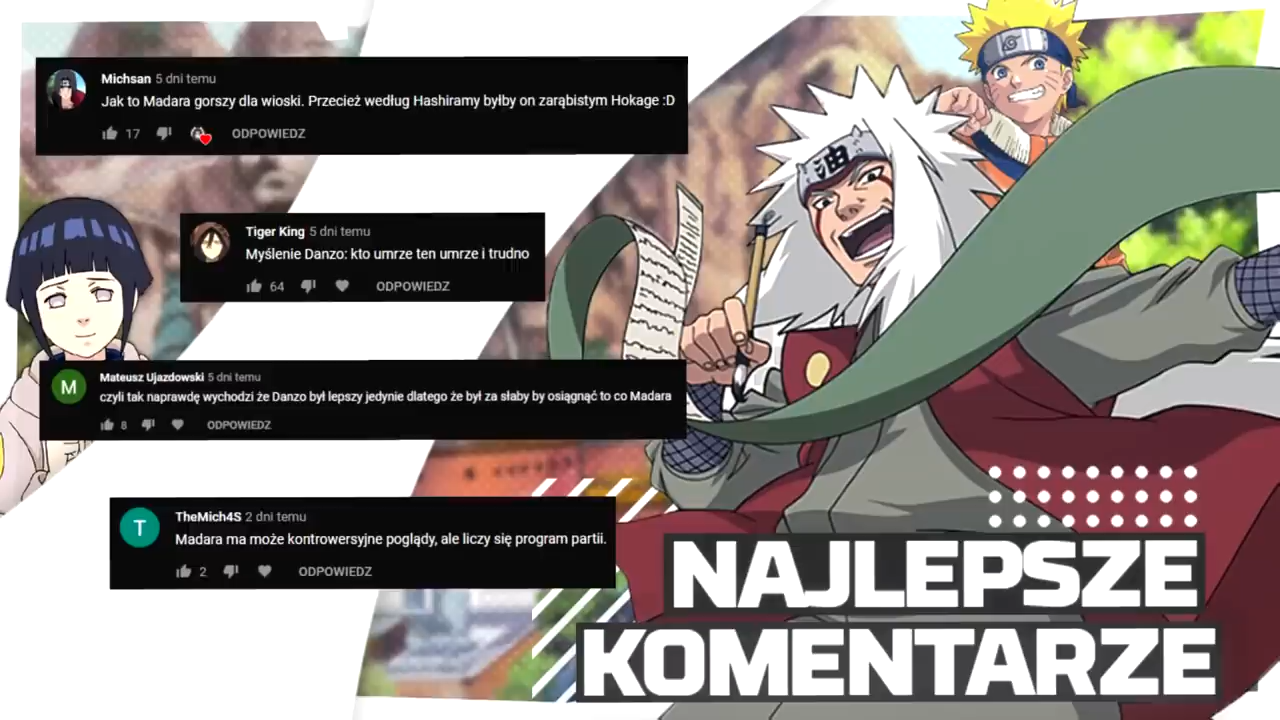 Michsan 5 dni temu
Jak to Madara gorszy dla wioski. Przecież według Hashiramy byłby on zarąbistym Hokage :D
17 ODPOWIEDZ
Tiger King 5 dni temu
Myślenie Danzo: kto umrze ten umrze i trudno
64 ODPOWIEDZ
M
Mateusz Ujazdowski 5 dni temu
czyli tak naprawdę wychodzi że Danzo był lepszy jedynie dlatego że był za słaby by osiągnąć to co Madara
8 ODPOWIEDZ
T
TheMich4S 2 dni temu
Madara ma może kontrowersyjne poglądy, ale liczy się program partii.
2 ODPOWIEDZ
油
NAJLEPSZE
KOMENTARZE